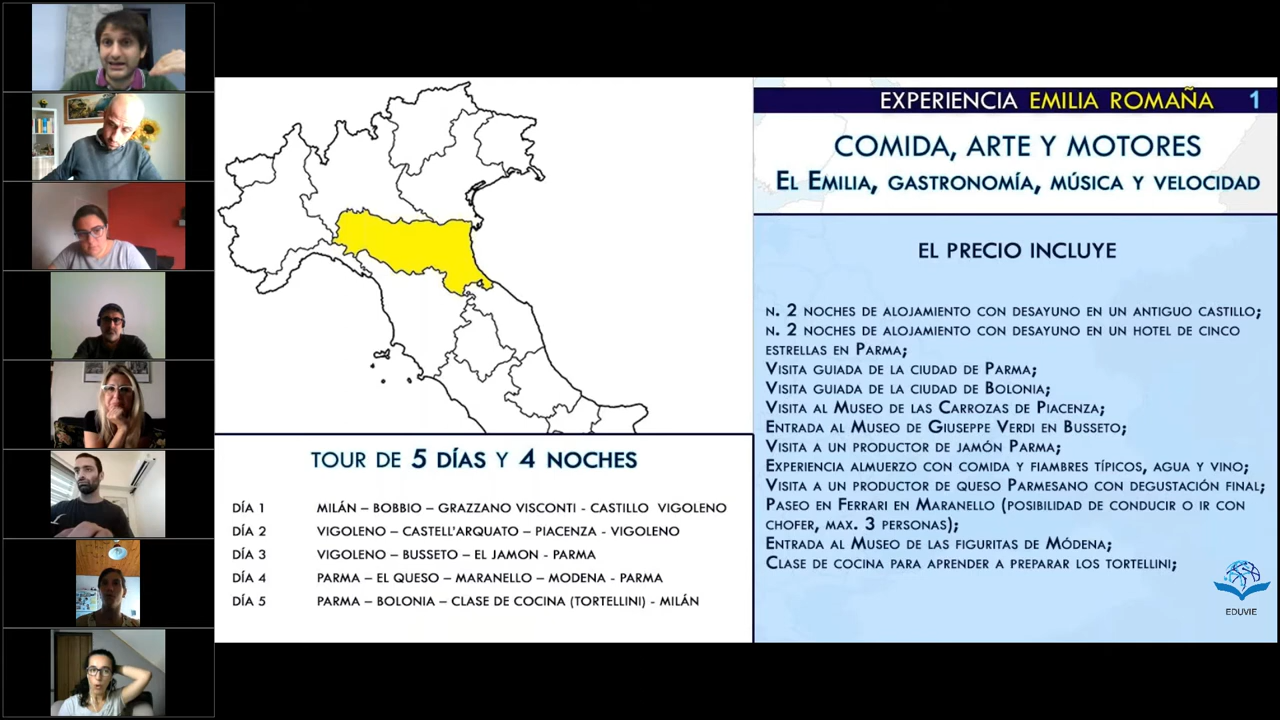 EXPERIENCIA EMILIA ROMAÑA 1
COMIDA, ARTE Y MOTORES
EL EMILIA, GASTRONOMÍA, MÚSICA Y VELOCIDAD
EL PRECIO INCLUYE
N. 2 NOCHES DE ALOJAMIENTO CON DESAYUNO EN UN ANTIGUO CASTILLO;
N. 2 NOCHES DE ALOJAMIENTO CON DESAYUNO EN UN HOTEL DE CINCO
ESTRELLAS EN PARMA;
VISITA GUIADA DE LA CIUDAD DE PARMA;
VISITA GUIADA DE LA CIUDAD DE BOLONIA;
VISITA AL MUSEO DE LAS CARROZAS DE PIACENZA;
ENTRADA AL MUSEO DE GIUSEPPE VERDI EN BUSSETO;
VISITA A UN PRODUCTOR DE JAMÓN PARMA;
EXPERIENCIA ALMUERZO CON COMIDA Y FIAMBRES TÍPICOS, AGUA Y VINO;
VISITA A UN PRODUCTOR DE QUESO PARMESANO CON DEGUSTACIÓN FINAL;
PASEO EN FERRARI EN MARANELLO (POSIBILIDAD DE CONDUCIR O IR CON
CHOFER, MAX. 3 PERSONAS);
ENTRADA AL MUSEO DE LAS FIGURITAS DE MÓDENA;
CLASE DE COCINA PARA APRENDER A PREPARAR LOS TORTELLINI;
EDUVIE
TOUR DE 5 DÍAS Y 4 NOCHES
DÍA 1 MILÁN – BOBBIO – GRAZZANO VISCONTI - CASTILLO VIGOLENO
DÍA 2 VIGOLENO – CASTELL'ARQUATO – PIACENZA - VIGOLENO
DÍA 3 VIGOLENO – BUSSETO – EL JAMON - PARMA
DÍA 4 PARMA – EL QUESO – MARANELLO – MODENA - PARMA
DÍA 5 PARMA – BOLONIA – CLASE DE COCINA (TORTELLINI) - MILÁN